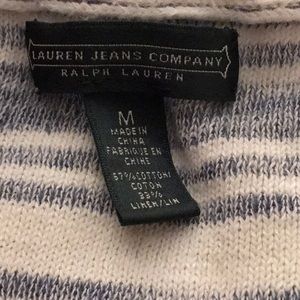 LAUREN JEANS COMPANY
RALPH LAUREN
M
MADE IN
CHINA
FABRIQUE EN
CHINE
67%COTTON/
COTON
33%
LINEN/LIN